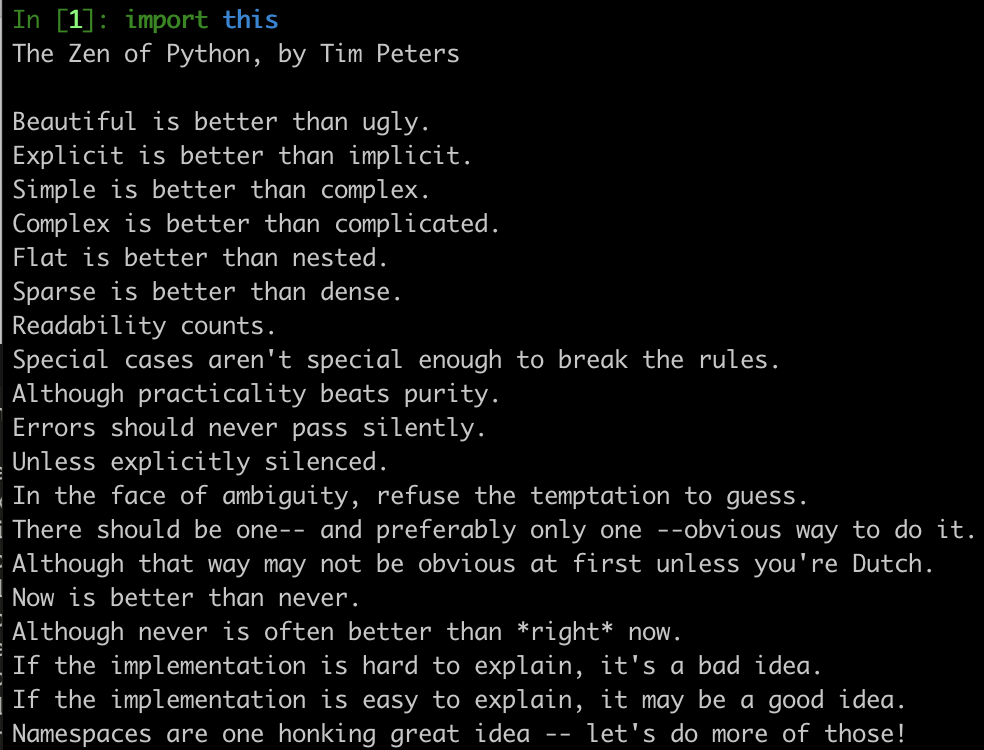 In [1]: import this
The Zen of Python, by Tim Peters
Beautiful is better than ugly.
Explicit is better than implicit.
Simple is better than complex.
Complex is better than complicated.
Flat is better than nested.
Sparse is better than dense.
Readability counts.
Special cases aren't special enough to break the rules.
Although practicality beats purity.
Errors should never pass silently.
Unless explicitly silenced.
In the face of ambiguity, refuse the temptation to guess.
There should be one-- and preferably only one --obvious way to do it.
Although that way may not be obvious at first unless you're Dutch.
Now is better than never.
Although never is often better than *right* now.
If the implementation is hard to explain, it's a bad idea.
If the implementation is easy to explain, it may be a good idea.
Namespaces are one honking great idea -- let's do more of those!